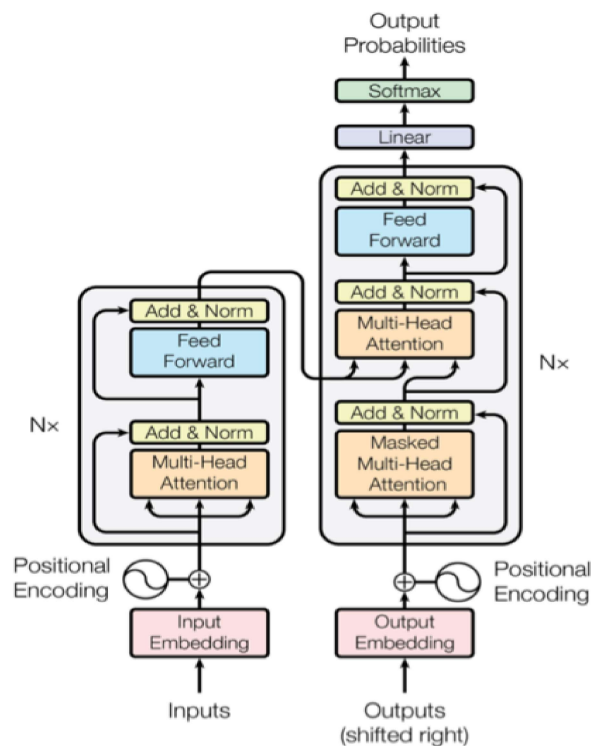 Output
Probabilities
Softmax
Linear
Add & Norm
Feed
Forward
Add & Norm
Multi-Head
Attention
Add & Norm
Masked
Multi-Head
Attention
N×
Add & Norm
Feed
Forward
Add & Norm
Multi-Head
Attention
N×
Positional
Encoding
Positional
Encoding
Input
Embedding
Output
Embedding
Inputs
Outputs
(shifted right)